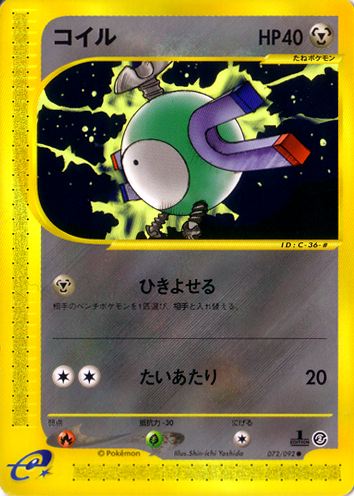 コイル HP40
たねポケモン
ID:C-36-#
ひきよせる
相手のベンチポケモンを1匹選び、相手と入れ替える。
たいあたり 20
弱点 抵抗力 -30 にげる
1 EDITION
© Pokémon Illus. Shin-ichi Yoshida 072/092 ●
e